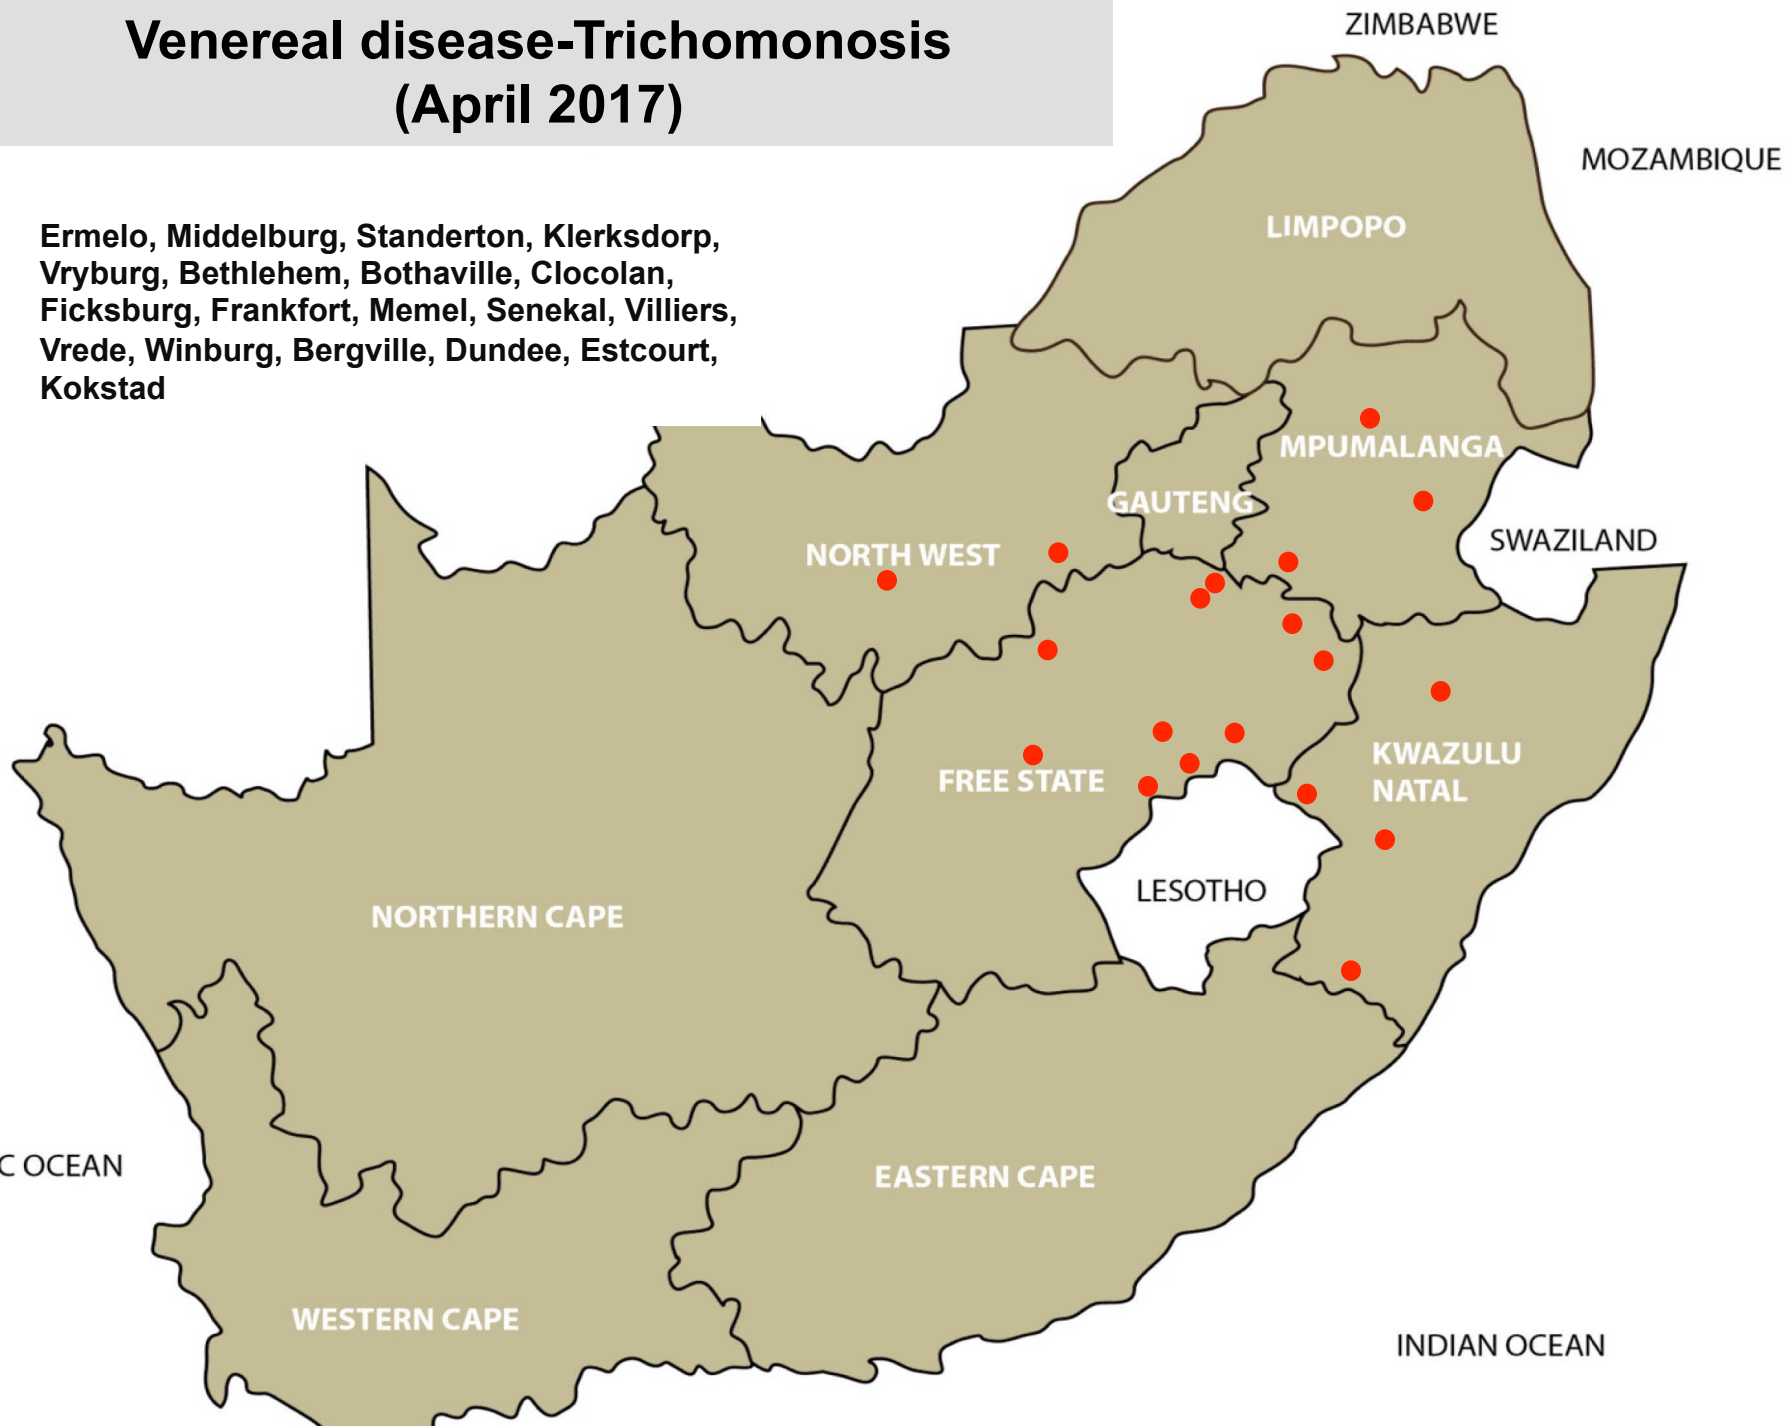 Venereal disease-Trichomonosis
(April 2017)
Ermelo, Middelburg, Standerton, Klerksdorp,
Vryburg, Bethlehem, Bothaville, Clocolan,
Ficksburg, Frankfort, Memel, Senekal, Villiers,
Vrede, Winburg, Bergville, Dundee, Estcourt,
Kokstad
ZIMBABWE
MOZAMBIQUE
LIMPOPO
MPUMALANGA
GAUTENG
SWAZILAND
NORTH WEST
KWAZULU
NATAL
FREE STATE
LESOTHO
NORTHERN CAPE
C OCEAN
EASTERN CAPE
WESTERN CAPE
INDIAN OCEAN